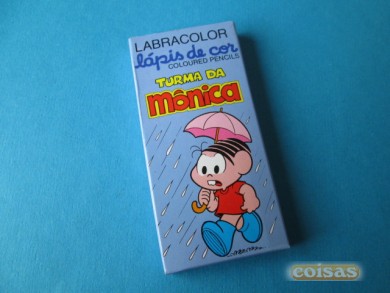 LABRACOLOR
lápis de cor
COLOURED PENCILS
TURMA DA
mônica
coisas